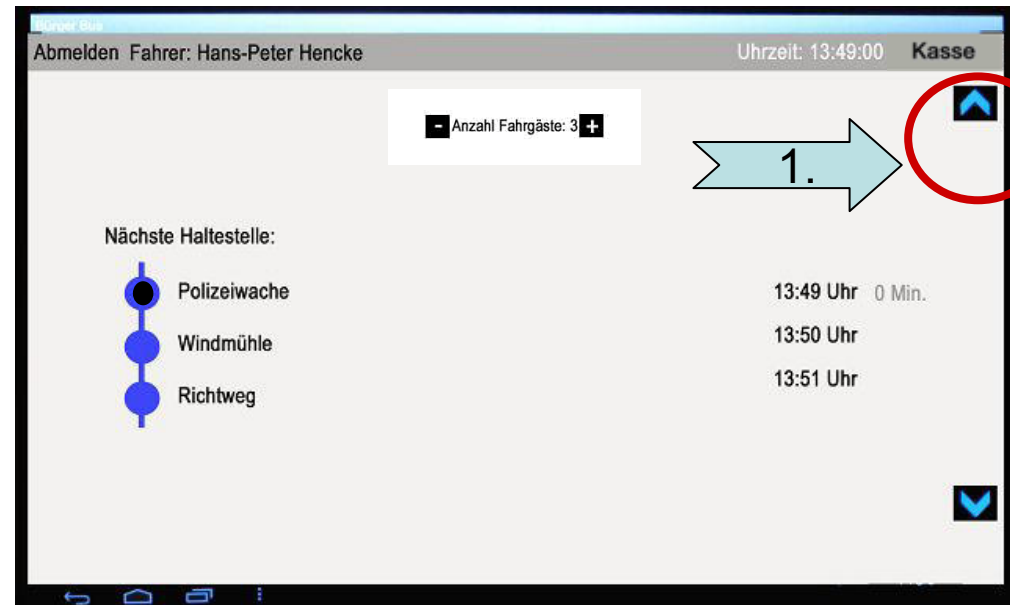 Bürger Bus
Abmelden Fahrer: Hans-Peter Hencke Uhrzeit: 13:49:00 Kasse
- Anzahl Fahrgäste: 3 +
1.
Nächste Haltestelle:
Polizeiwache 13:49 Uhr 0 Min.
Windmühle 13:50 Uhr
Richtweg 13:51 Uhr